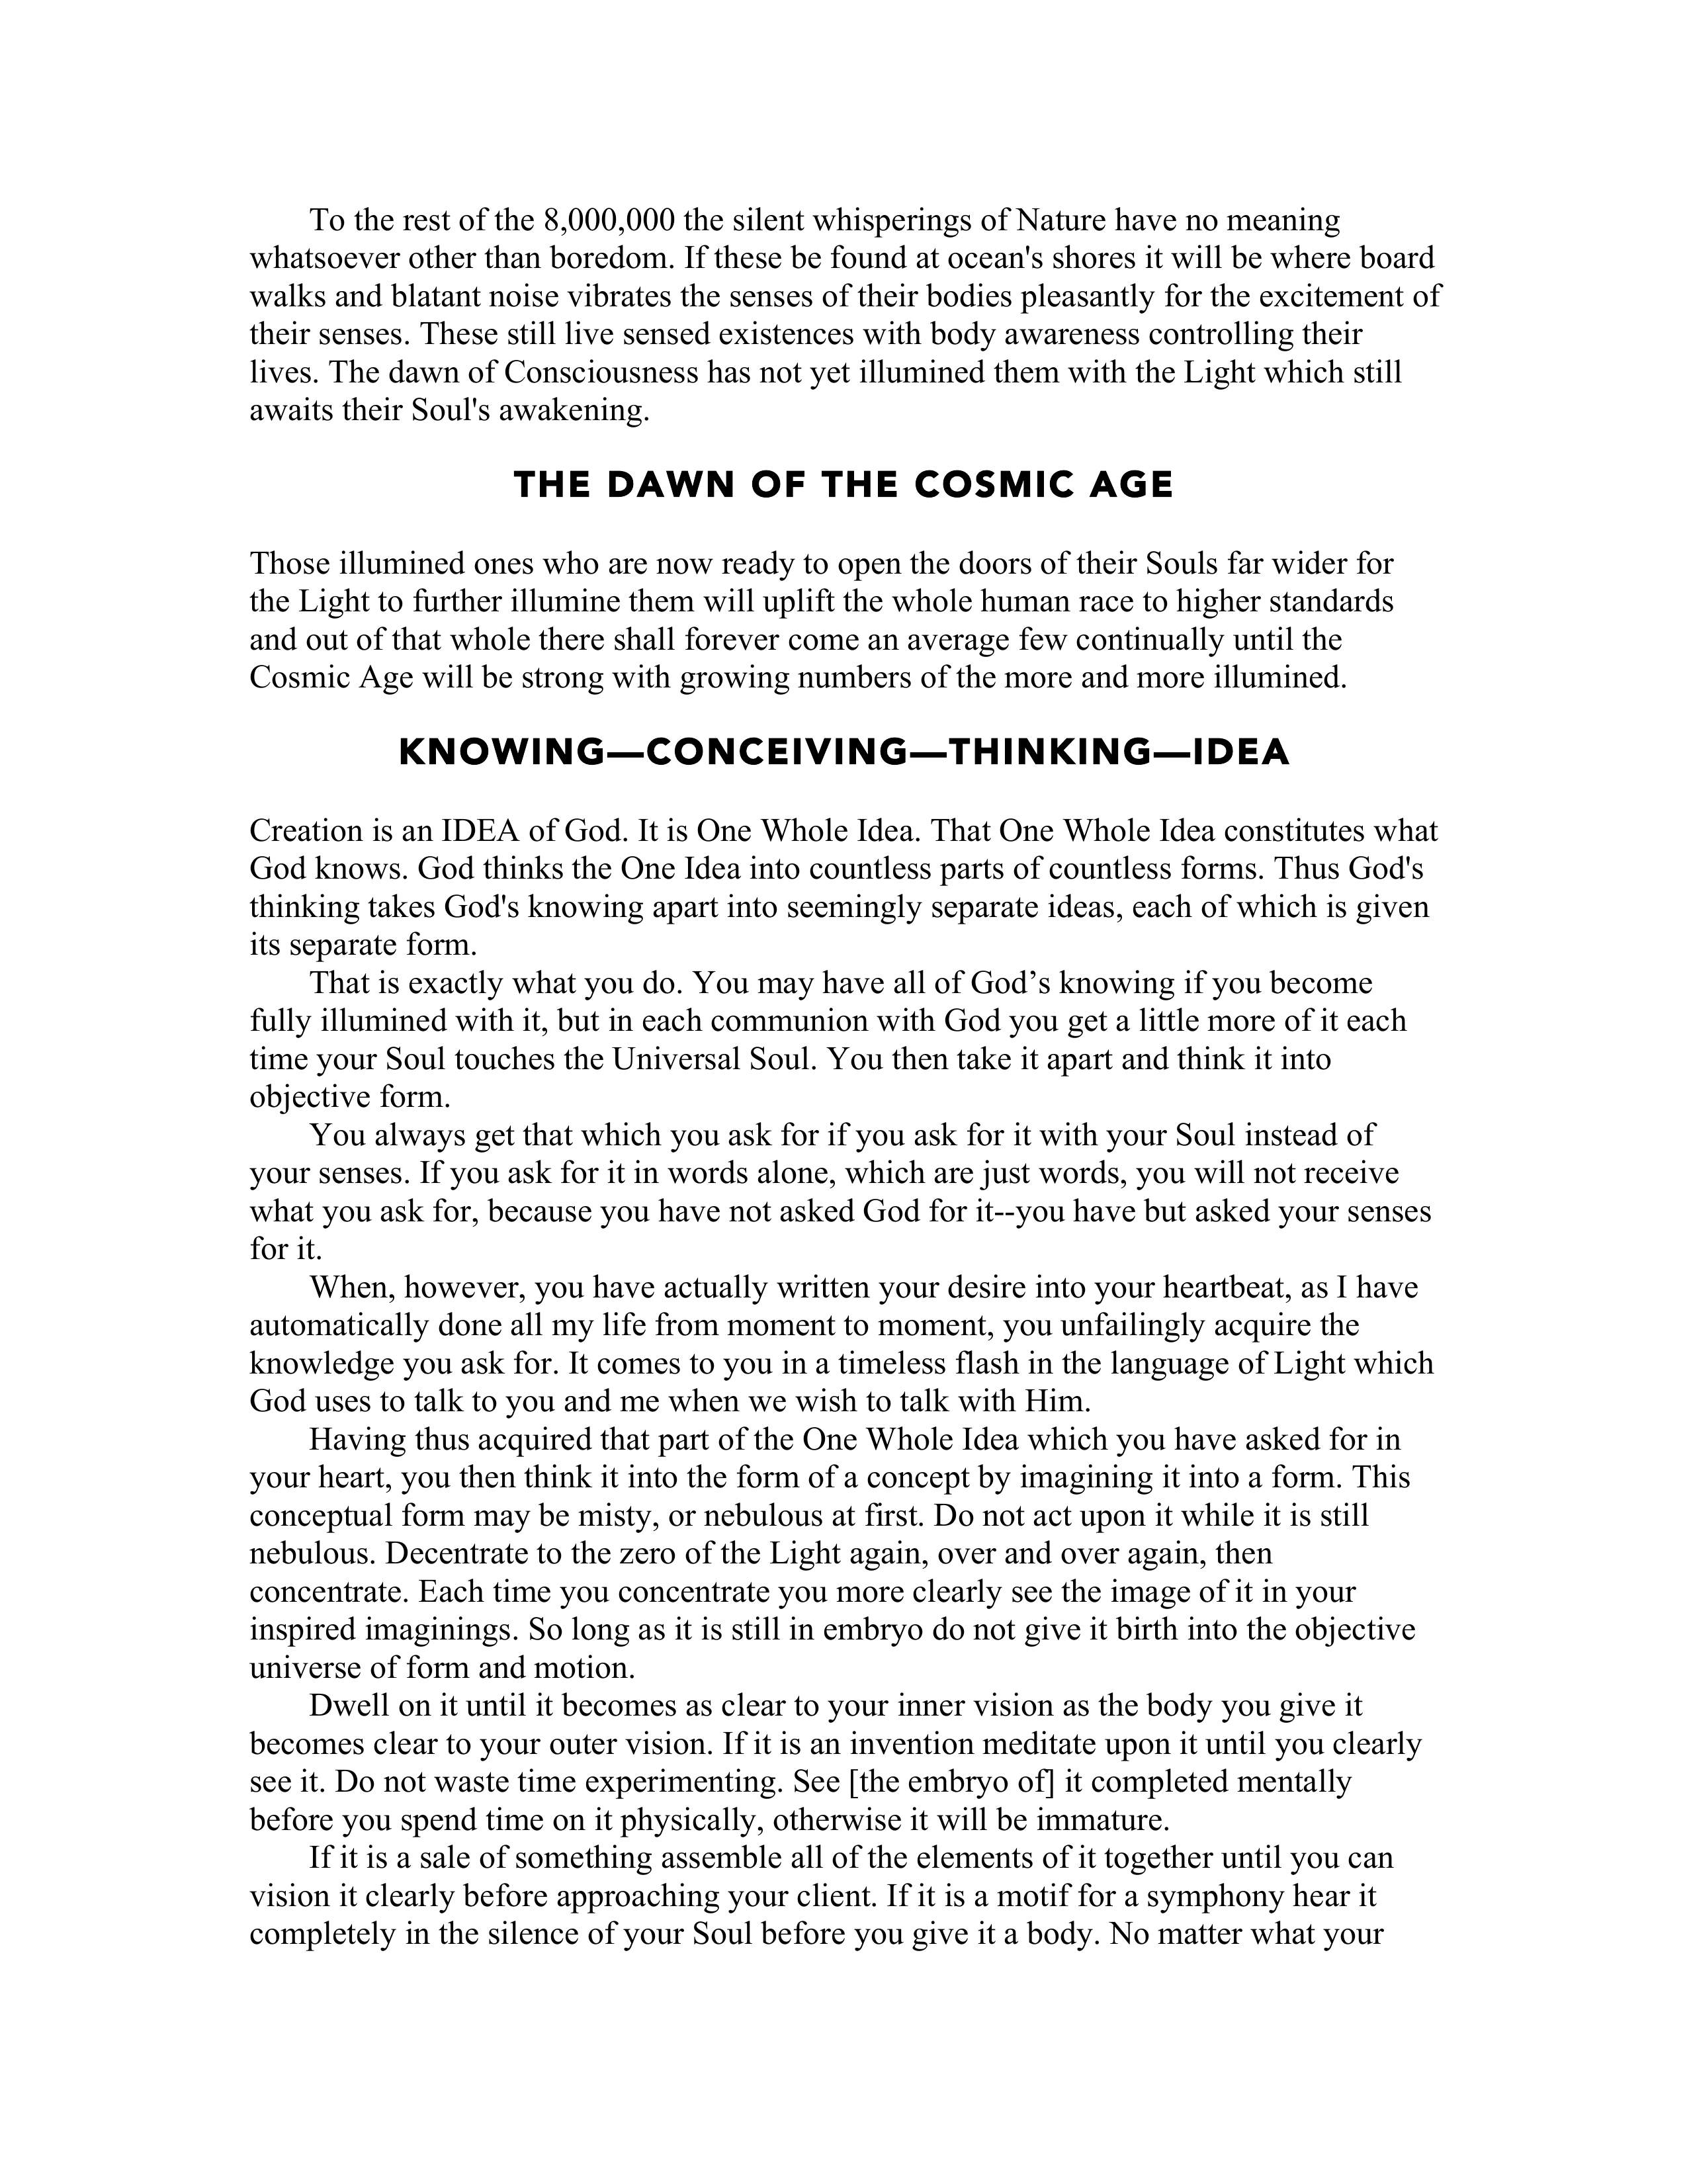 To the rest of the 8,000,000 the silent whisperings of Nature have no meaning
whatsoever other than boredom. If these be found at ocean's shores it will be where board
walks and blatant noise vibrates the senses of their bodies pleasantly for the excitement of
their senses. These still live sensed existences with body awareness controlling their
lives. The dawn of Consciousness has not yet illumined them with the Light which still
awaits their Soul's awakening.
THE DAWN OF THE COSMIC AGE
Those illumined ones who are now ready to open the doors of their Souls far wider for
the Light to further illumine them will uplift the whole human race to higher standards
and out of that whole there shall forever come an average few continually until the
Cosmic Age will be strong with growing numbers of the more and more illumined.
KNOWING—CONCEIVING—THINKING—IDEA
Creation is an IDEA of God. It is One Whole Idea. That One Whole Idea constitutes what
God knows. God thinks the One Idea into countless parts of countless forms. Thus God's
thinking takes God's knowing apart into seemingly separate ideas, each of which is given
its separate form.
That is exactly what you do. You may have all of God’s knowing if you become
fully illumined with it, but in each communion with God you get a little more of it each
time your Soul touches the Universal Soul. You then take it apart and think it into
objective form.
You always get that which you ask for if you ask for it with your Soul instead of
your senses. If you ask for it in words alone, which are just words, you will not receive
what you ask for, because you have not asked God for it--you have but asked your senses
for it.
When, however, you have actually written your desire into your heartbeat, as I have
automatically done all my life from moment to moment, you unfailingly acquire the
knowledge you ask for. It comes to you in a timeless flash in the language of Light which
God uses to talk to you and me when we wish to talk with Him.
Having thus acquired that part of the One Whole Idea which you have asked for in
your heart, you then think it into the form of a concept by imagining it into a form. This
conceptual form may be misty, or nebulous at first. Do not act upon it while it is still
nebulous. Decentrate to the zero of the Light again, over and over again, then
concentrate. Each time you concentrate you more clearly see the image of it in your
inspired imaginings. So long as it is still in embryo do not give it birth into the objective
universe of form and motion.
Dwell on it until it becomes as clear to your inner vision as the body you give it
becomes clear to your outer vision. If it is an invention meditate upon it until you clearly
see it. Do not waste time experimenting. See [the embryo of] it completed mentally
before you spend time on it physically, otherwise it will be immature.
If it is a sale of something assemble all of the elements of it together until you can
vision it clearly before approaching your client. If it is a motif for a symphony hear it
completely in the silence of your Soul before you give it a body. No matter what your